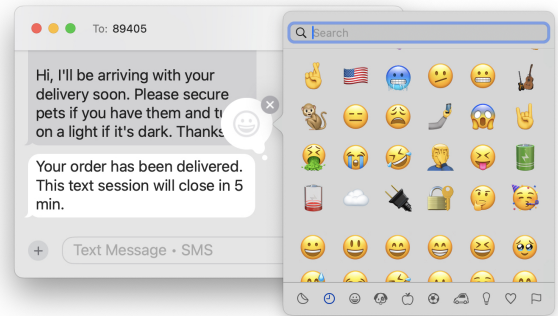 To: 89405
Search
Hi, I'll be arriving with your
delivery soon. Please secure
pets if you have them and
on a light if it's dark. Thanks
Your order has been delivered.
This text session will close in 5
min.
Text Message • SMS